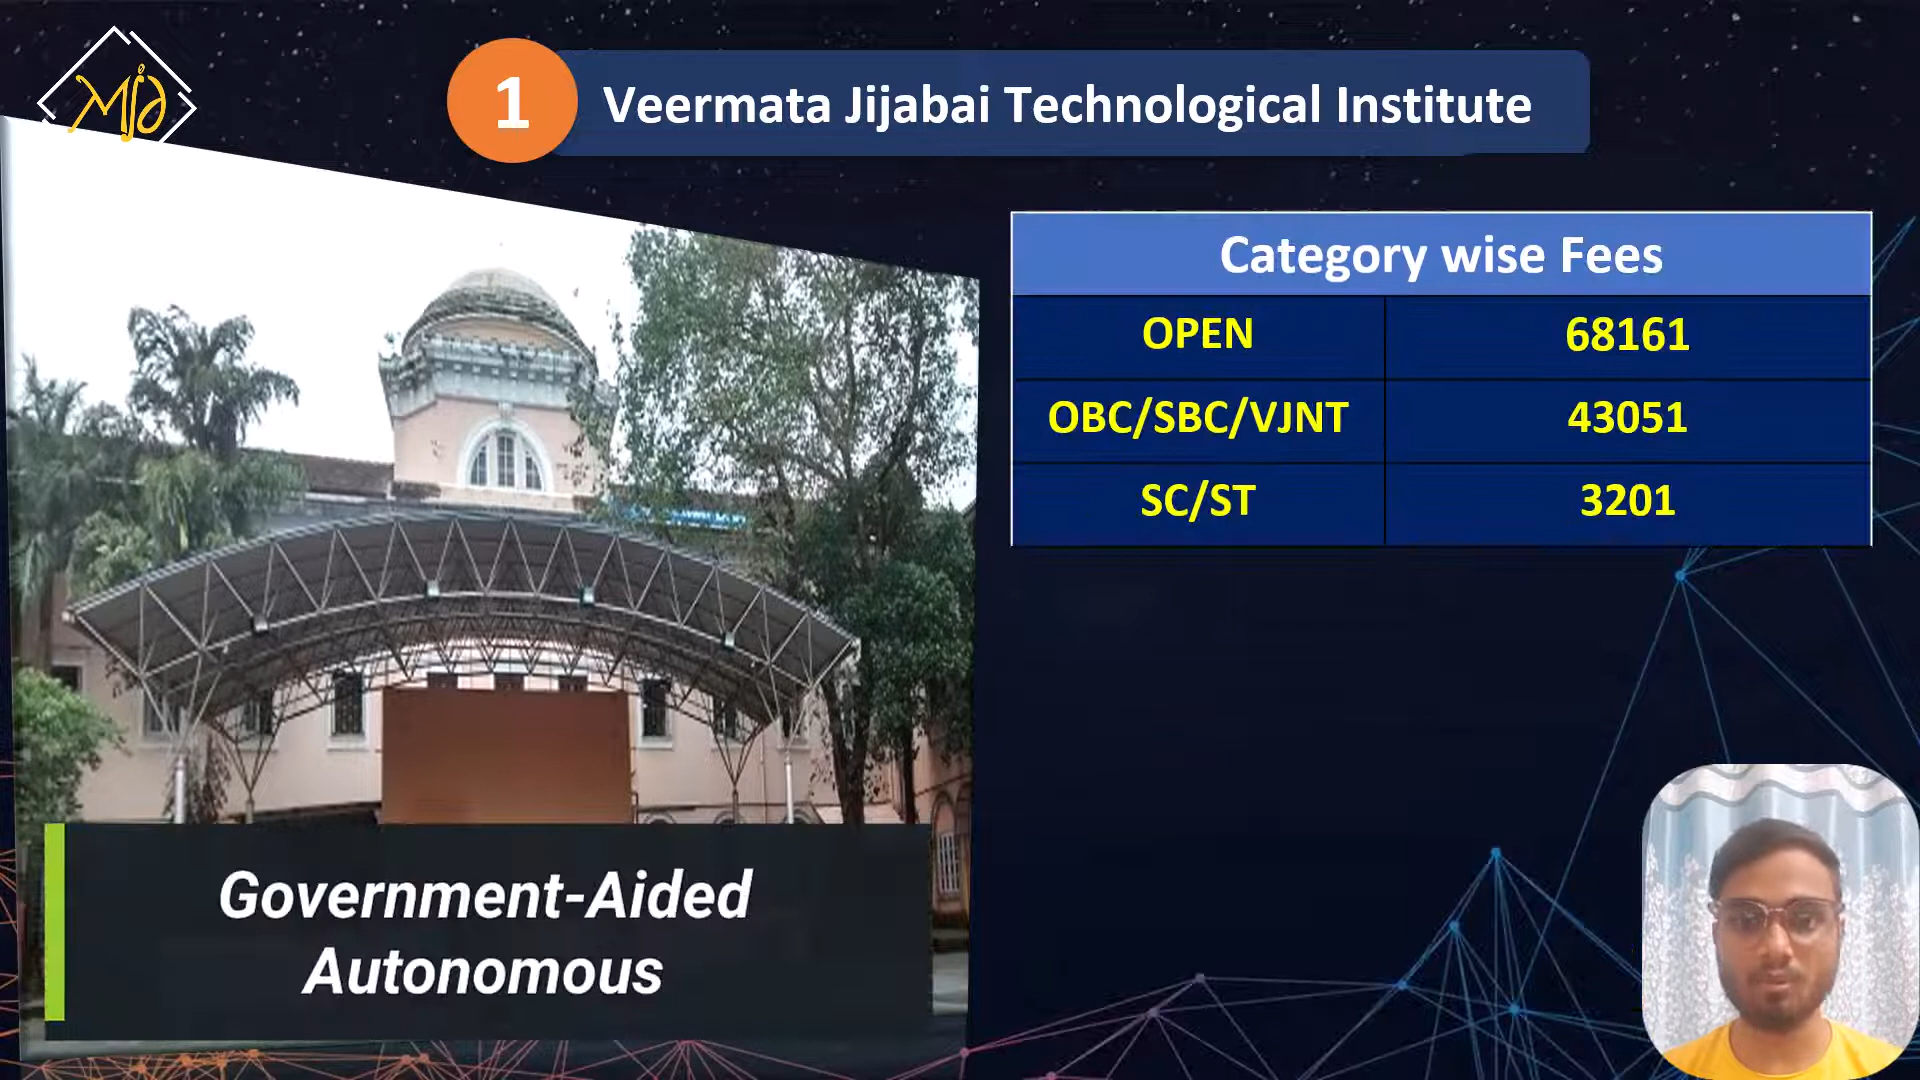 MJD
1
Veermata Jijabai Technological Institute
Category wise Fees
OPEN 68161
OBC/SBC/VJNT 43051
SC/ST 3201
Government-Aided
Autonomous